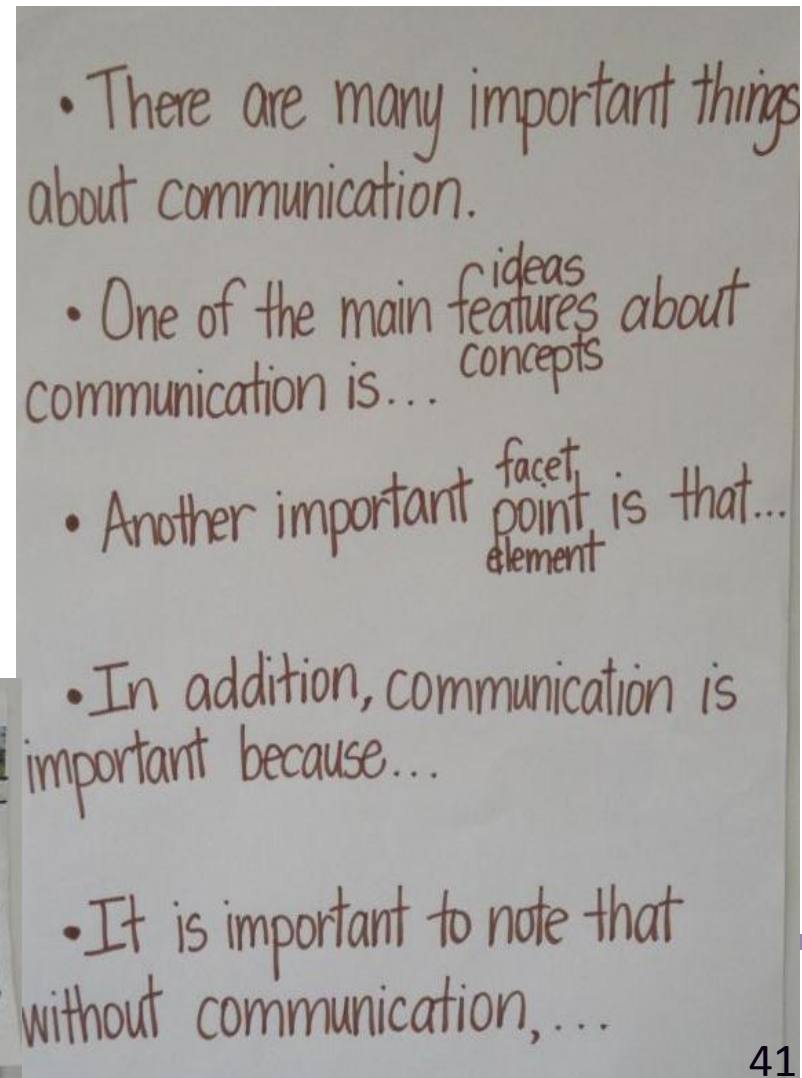 • There are many important things
about communication.
ideas
• One of the main features about
concepts
communication is...
facet
• Another important point is that...
element
• In addition, communication is
important because...
• It is important to note that
without communication,...
41